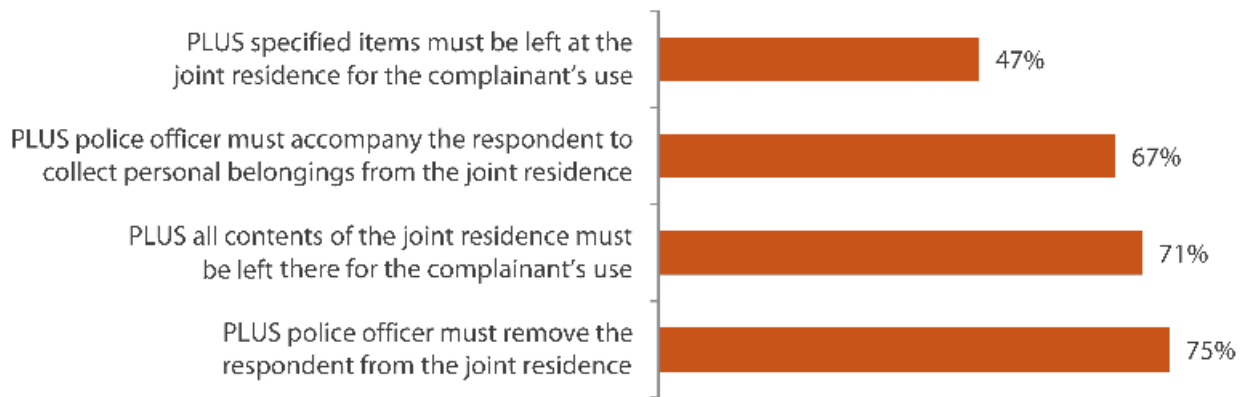 PLUS specified items must be left at the
joint residence for the complainant's use
47%
PLUS police officer must accompany the respondent to
collect personal belongings from the joint residence
67%
PLUS all contents of the joint residence must
be left there for the complainant's use
71%
PLUS police officer must remove the
respondent from the joint residence
75%